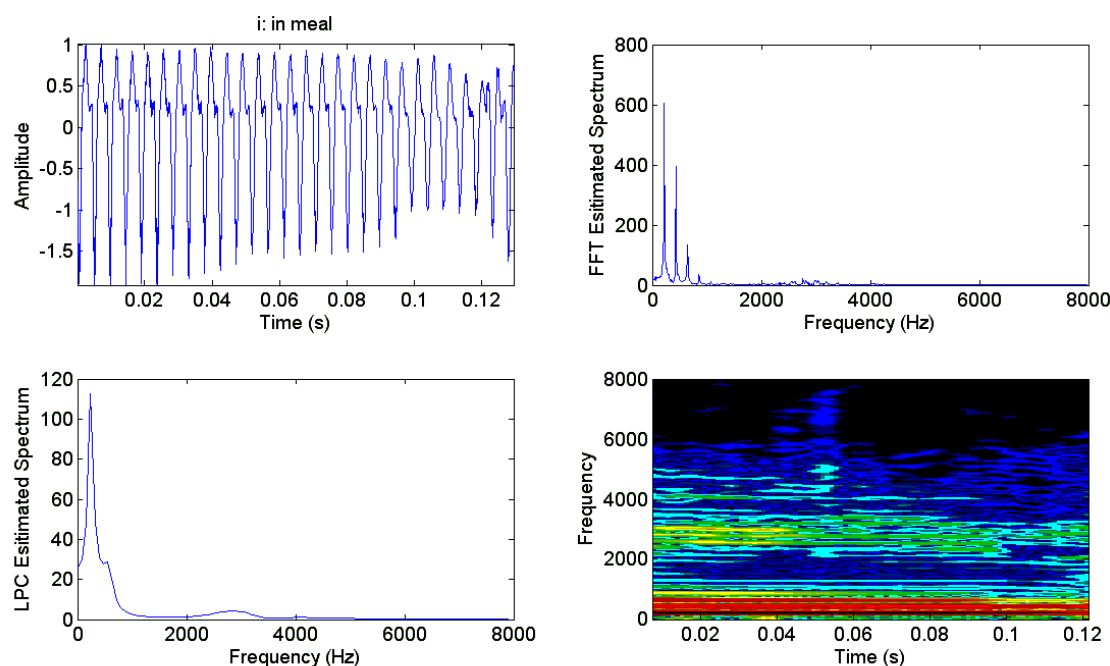 i: in meal
Amplitude
1
0.5
0
-0.5
-1
-1.5
0.02 0.04 0.06 0.08 0.1 0.12
Time (s)
FFT Esitimated Spectrum
800
600
400
200
0
0 2000 4000 6000 8000
Frequency (Hz)
LPC Esitimated Spectrum
120
100
80
60
40
20
0
0 2000 4000 6000 8000
Frequency (Hz)
Frequency
8000
6000
4000
2000
0
0.02 0.04 0.06 0.08 0.1 0.12
Time (s)